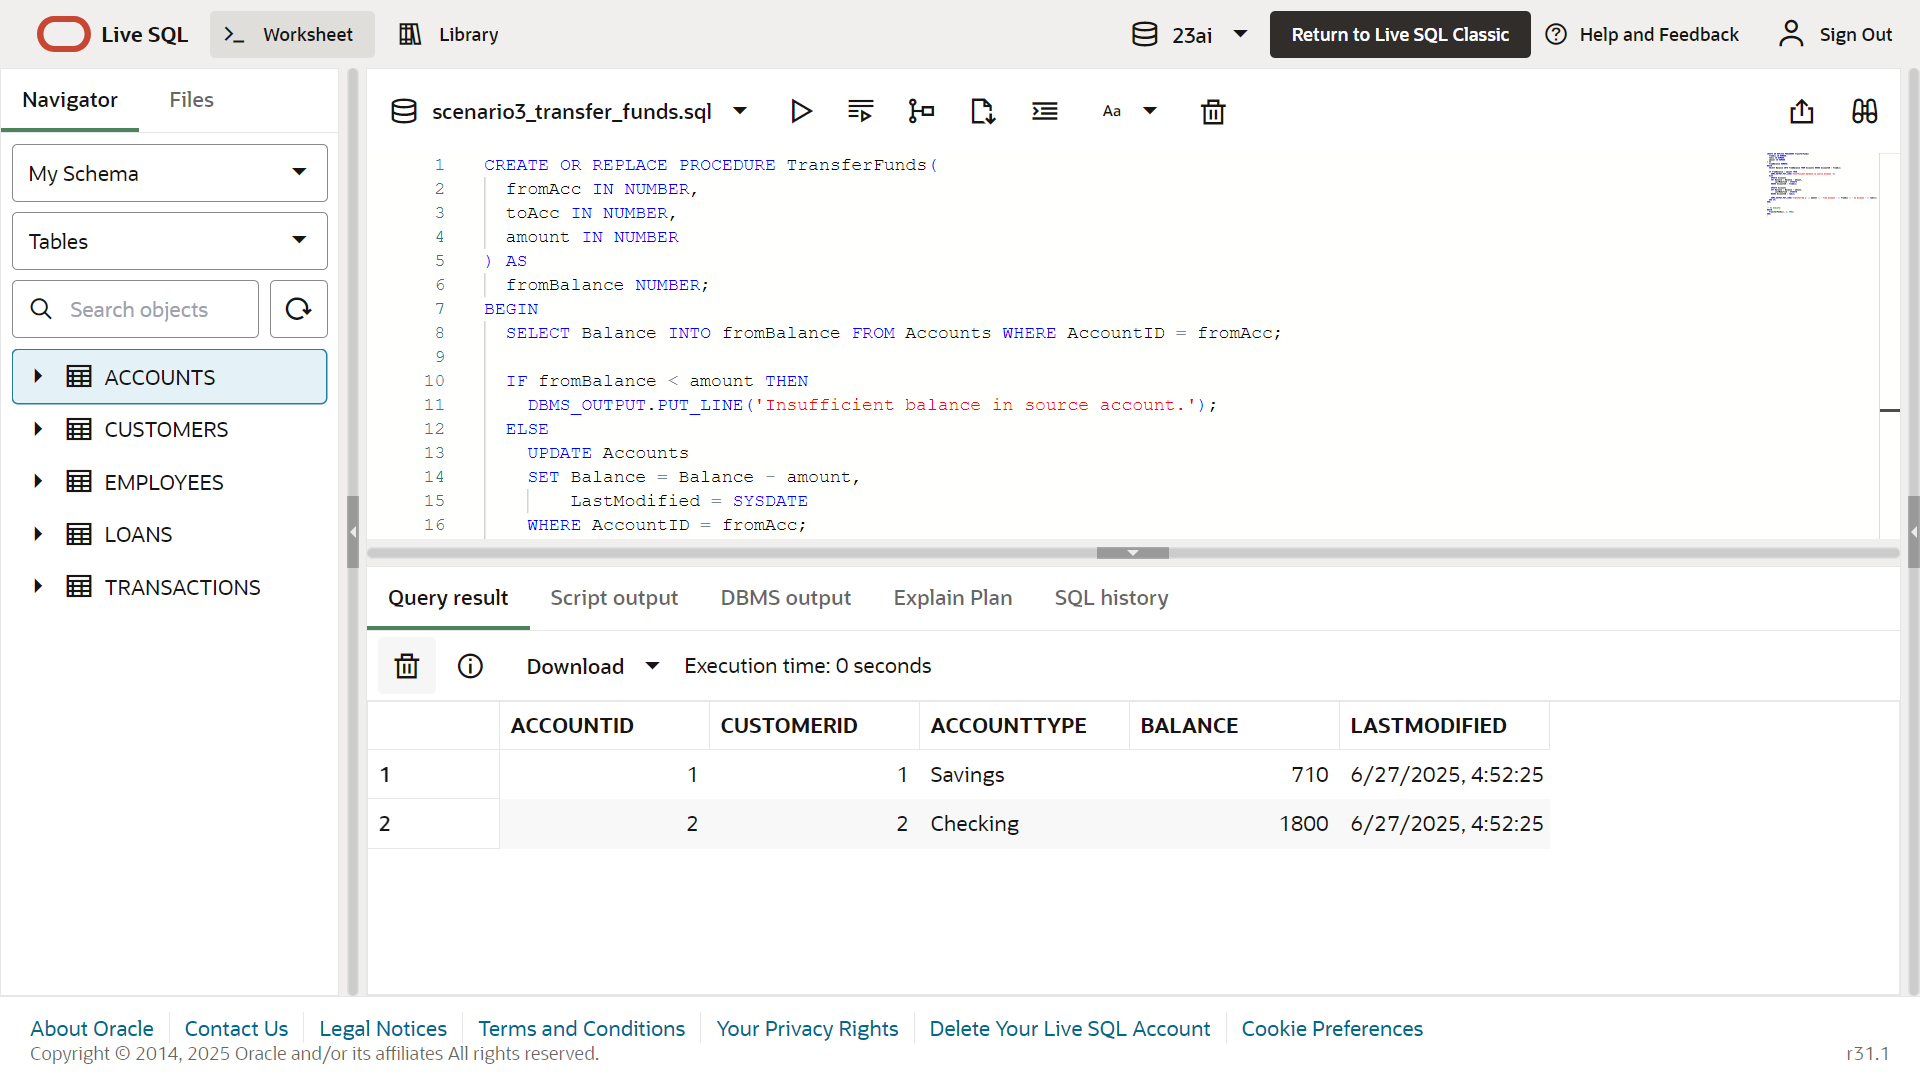 Live SQL
Worksheet
Library
23ai
Return to Live SQL Classic
Help and Feedback
Sign Out
Navigator
Files
My Schema
Tables
Search objects
ACCOUNTS
CUSTOMERS
EMPLOYEES
LOANS
TRANSACTIONS
scenario3_transfer_funds.sql
Aa
1 CREATE OR REPLACE PROCEDURE TransferFunds(
2 fromAcc IN NUMBER,
3 toAcc IN NUMBER,
4 amount IN NUMBER
5 ) AS
6 fromBalance NUMBER;
7 BEGIN
8 SELECT Balance INTO fromBalance FROM Accounts WHERE AccountID = fromAcc;
9
10 IF fromBalance < amount THEN
11 DBMS_OUTPUT.PUT_LINE('Insufficient balance in source account.');
12 ELSE
13 UPDATE Accounts
14 SET Balance = Balance - amount,
15 LastModified = SYSDATE
16 WHERE AccountID = fromAcc;
Query result
Script output
DBMS output
Explain Plan
SQL history
Download
Execution time: 0 seconds
ACCOUNTID CUSTOMERID ACCOUNTTYPE BALANCE LASTMODIFIED
1 1 1 Savings 710 6/27/2025, 4:52:25
2 2 2 Checking 1800 6/27/2025, 4:52:25
About Oracle
Contact Us
Legal Notices
Terms and Conditions
Your Privacy Rights
Delete Your Live SQL Account
Cookie Preferences
Copyright © 2014, 2025 Oracle and/or its affiliates All rights reserved.
r31.1